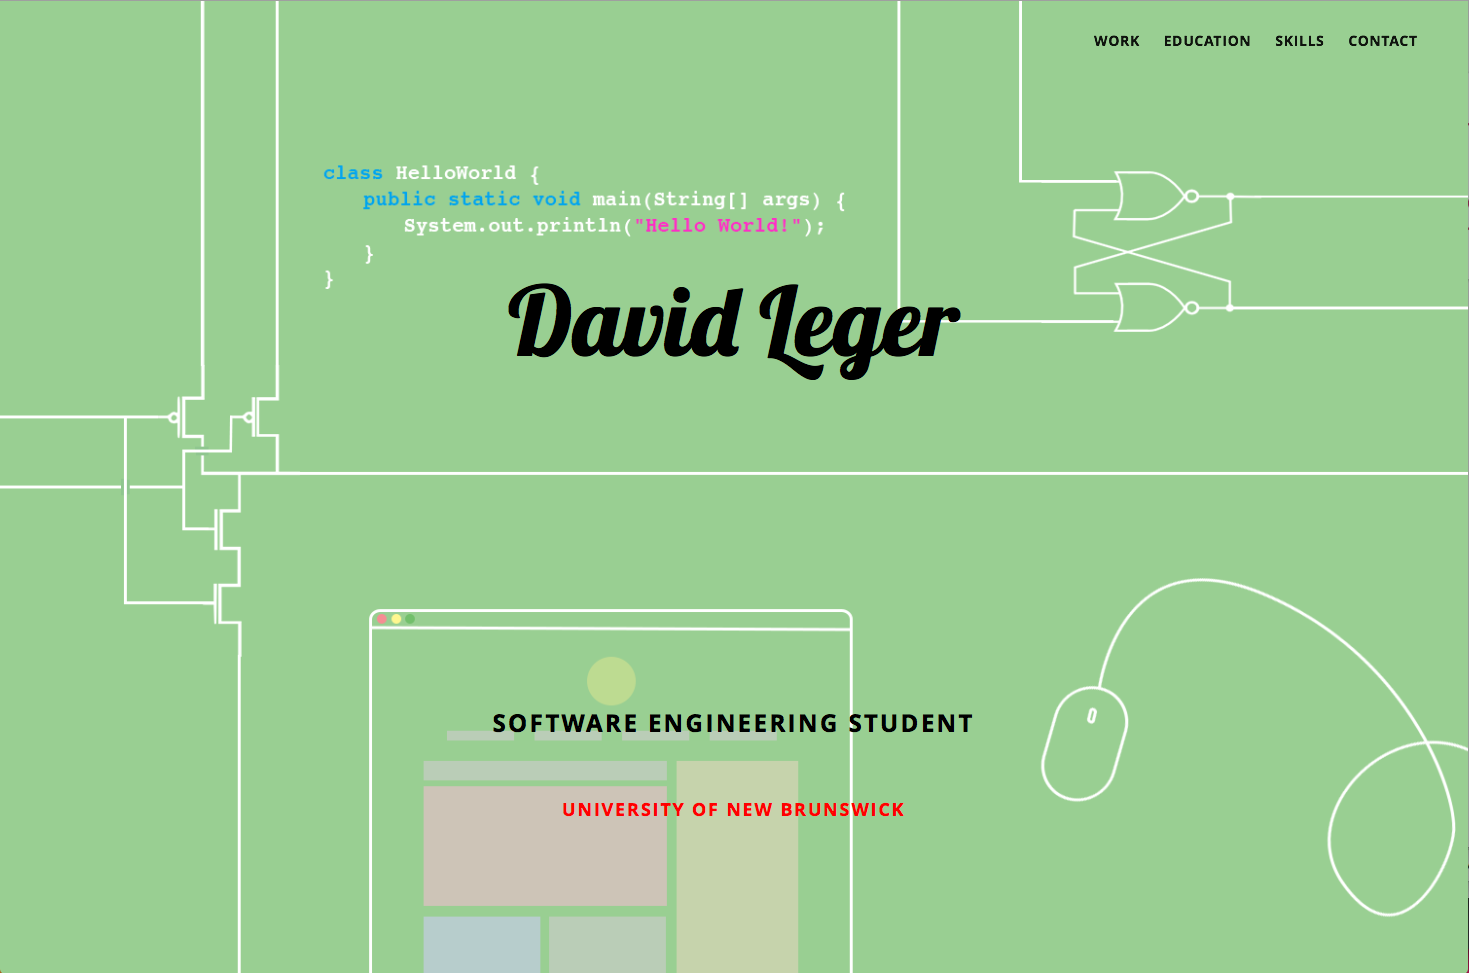 WORK EDUCATION SKILLS CONTACT
class HelloWorld {
public static void main(String[] args) {
System.out.println("Hello World!");
}
}
David Leger
SOFTWARE ENGINEERING STUDENT
UNIVERSITY OF NEW BRUNSWICK